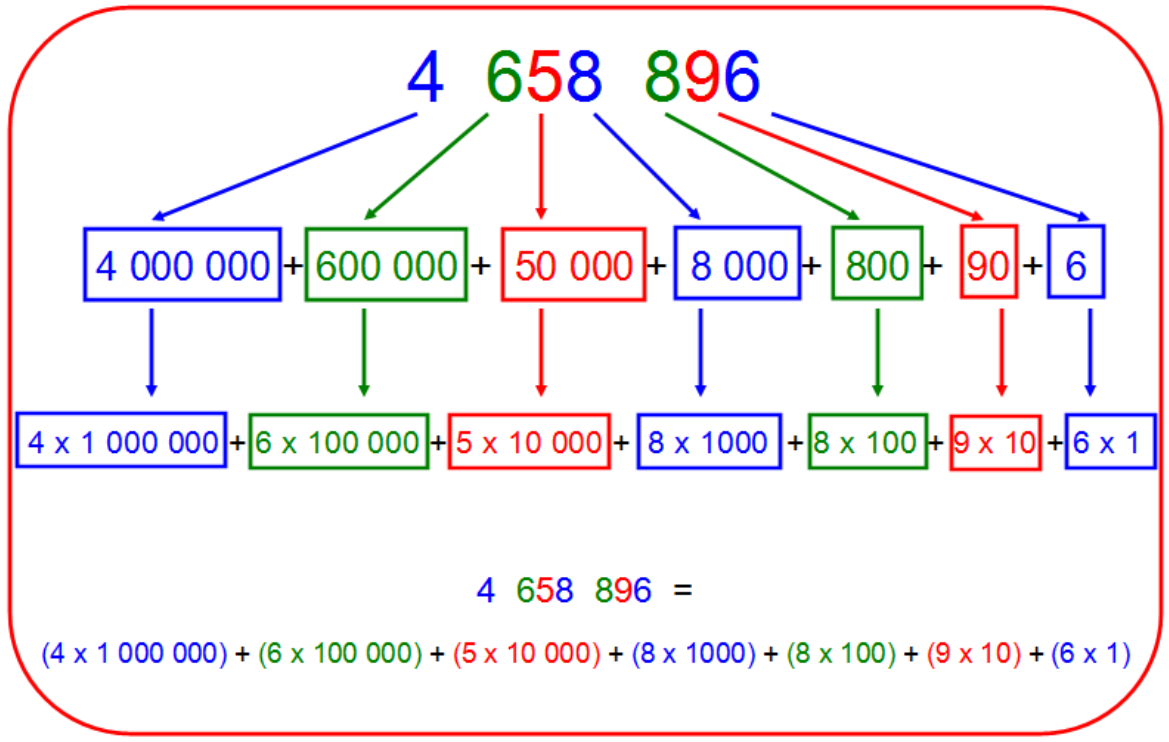 4 658 896
4 000 000 + 600 000 + 50 000 + 8 000 + 800 + 90 + 6
4 x 1 000 000 + 6 x 100 000 + 5 x 10 000 + 8 x 1000 + 8 x 100 + 9 x 10 + 6 x 1
4 658 896 =
(4 x 1 000 000) + (6 x 100 000) + (5 x 10 000) + (8 x 1000) + (8 x 100) + (9 x 10) + (6 x 1)